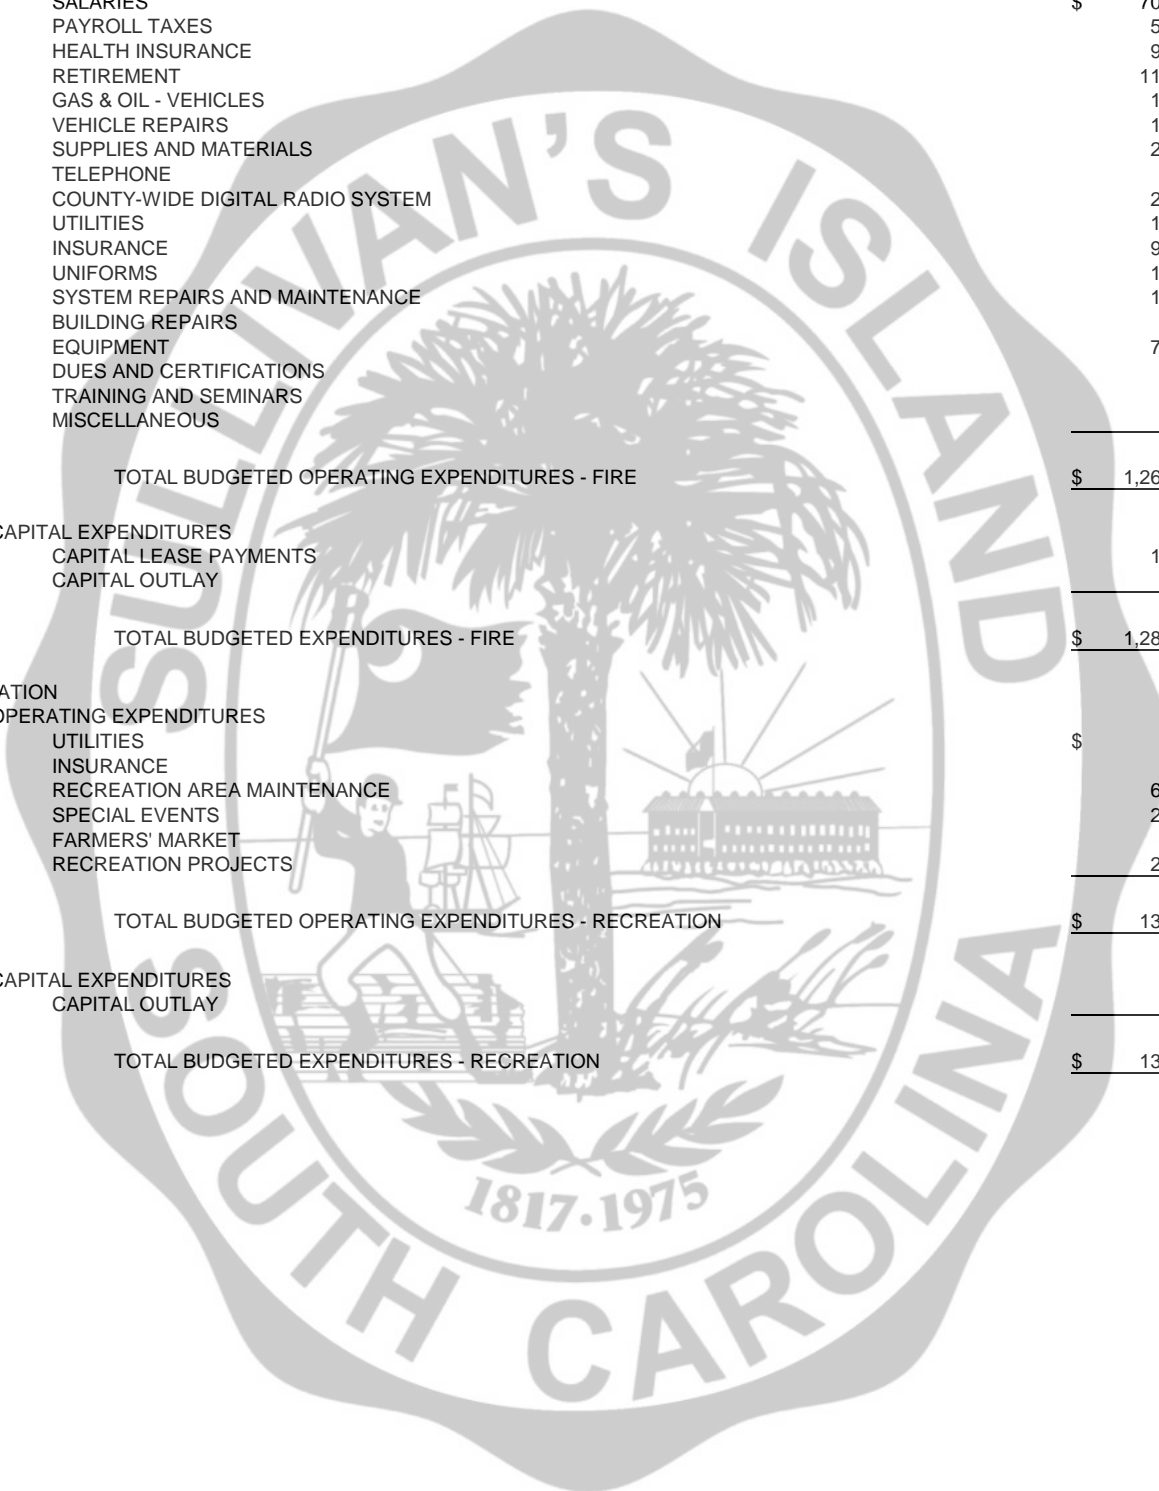 SALARIES $ 70
PAYROLL TAXES 5
HEALTH INSURANCE 9
RETIREMENT 11
GAS & OIL - VEHICLES 1
VEHICLE REPAIRS 1
SUPPLIES AND MATERIALS 2
TELEPHONE
COUNTY-WIDE DIGITAL RADIO SYSTEM 2
UTILITIES 1
INSURANCE 9
UNIFORMS 1
SYSTEM REPAIRS AND MAINTENANCE 1
BUILDING REPAIRS
EQUIPMENT 7
DUES AND CERTIFICATIONS
TRAINING AND SEMINARS
MISCELLANEOUS
TOTAL BUDGETED OPERATING EXPENDITURES - FIRE $ 1,26
CAPITAL EXPENDITURES
CAPITAL LEASE PAYMENTS 1
CAPITAL OUTLAY
TOTAL BUDGETED EXPENDITURES - FIRE $ 1,28
ATION
OPERATING EXPENDITURES
UTILITIES $
INSURANCE
RECREATION AREA MAINTENANCE 6
SPECIAL EVENTS 2
FARMERS' MARKET
RECREATION PROJECTS 2
TOTAL BUDGETED OPERATING EXPENDITURES - RECREATION $ 13
CAPITAL EXPENDITURES
CAPITAL OUTLAY
TOTAL BUDGETED EXPENDITURES - RECREATION $ 13
SULLIVAN'S ISLAND
SOUTH CAROLINA
1817·1975